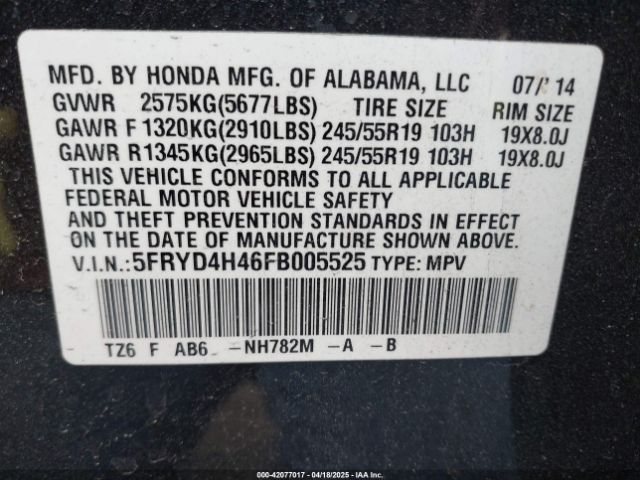 MFD. BY HONDA MFG. OF ALABAMA, LLC 07/ 14
GVWR 2575KG(5677LBS) TIRE SIZE RIM SIZE
GAWR F 1320KG(2910LBS) 245/55R19 103H 19X8.0J
GAWR R1345KG(2965LBS) 245/55R19 103H 19X8.0J
THIS VEHICLE CONFORMS TO ALL APPLICABLE
FEDERAL MOTOR VEHICLE SAFETY
AND THEFT PREVENTION STANDARDS IN EFFECT
ON THE DATE OF MANUFACTURE SHOWN ABOVE.
V.I.N.:5FRYD4H46FB005525 TYPE: MPV
TZ6 F AB6 -NH782M -A -B
000-42077017 - 04/18/2025 - IAAI Inc. Copyright